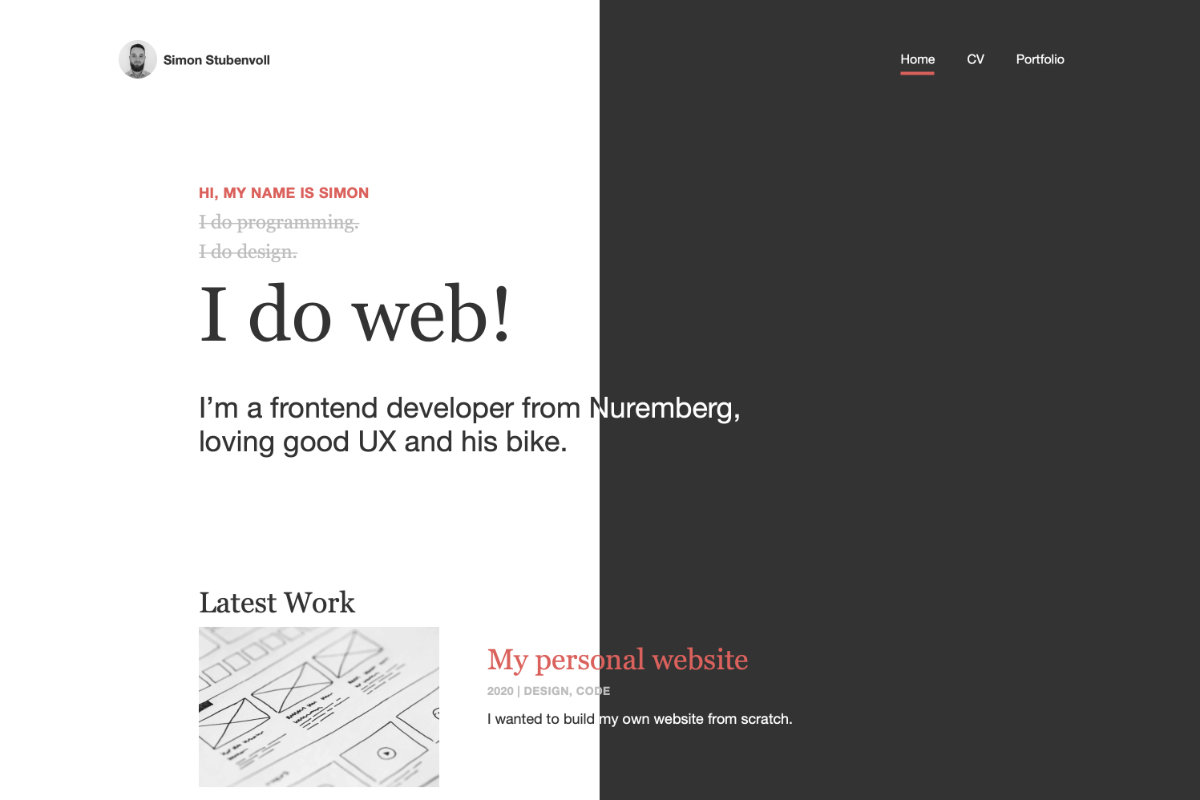 Simon Stubenvoll
Home CV Portfolio
HI, MY NAME IS SIMON
I do programming.
I do design.
I do web!
I’m a frontend developer from Nuremberg,
loving good UX and his bike.
Latest Work
My personal website
2020 | DESIGN, CODE
I wanted to build my own website from scratch.